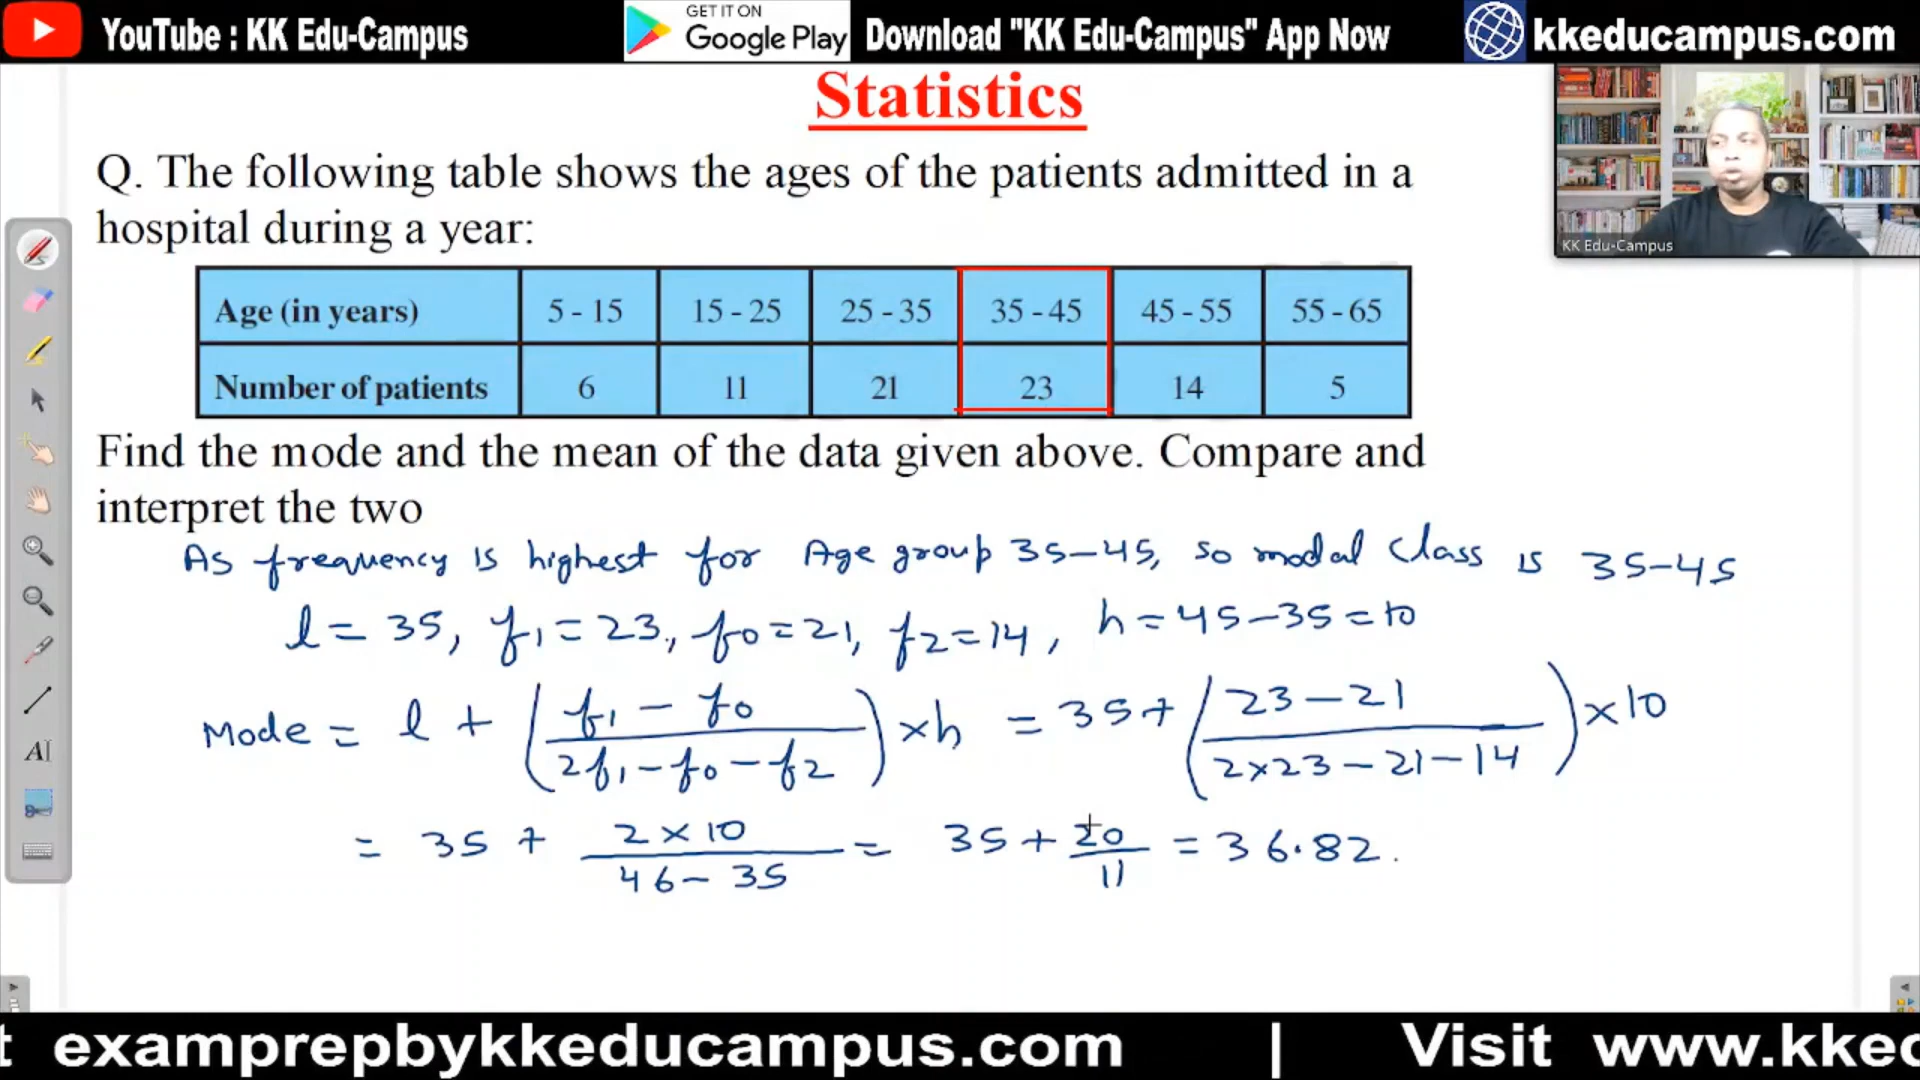 YouTube : KK Edu-Campus GET IT ON Google Play Download "KK Edu-Campus" App Now kkeducampus.com
Statistics
Q. The following table shows the ages of the patients admitted in a
hospital during a year:
KK Edu-Campus
Age (in years) 5 - 15 15 - 25 25 - 35 35 - 45 45 - 55 55 - 65
Number of patients 6 11 21 23 14 5
Find the mode and the mean of the data given above. Compare and
interpret the two
As frequency is highest for Age group 35-45, so modal class is 35-45
l = 35, f1 = 23, f0 = 21, f2 = 14, h = 45-35 = 10
Mode = l + ( f1 - f0 / 2f1 - f0 - f2 ) × h = 35 + ( 23 - 21 / 2×23 - 21 - 14 ) × 10
= 35 + 2 × 10 / 46 - 35 = 35 + 20 / 11 = 36.82.
AI
t examprepbykkeducampus.com | Visit www.kkec